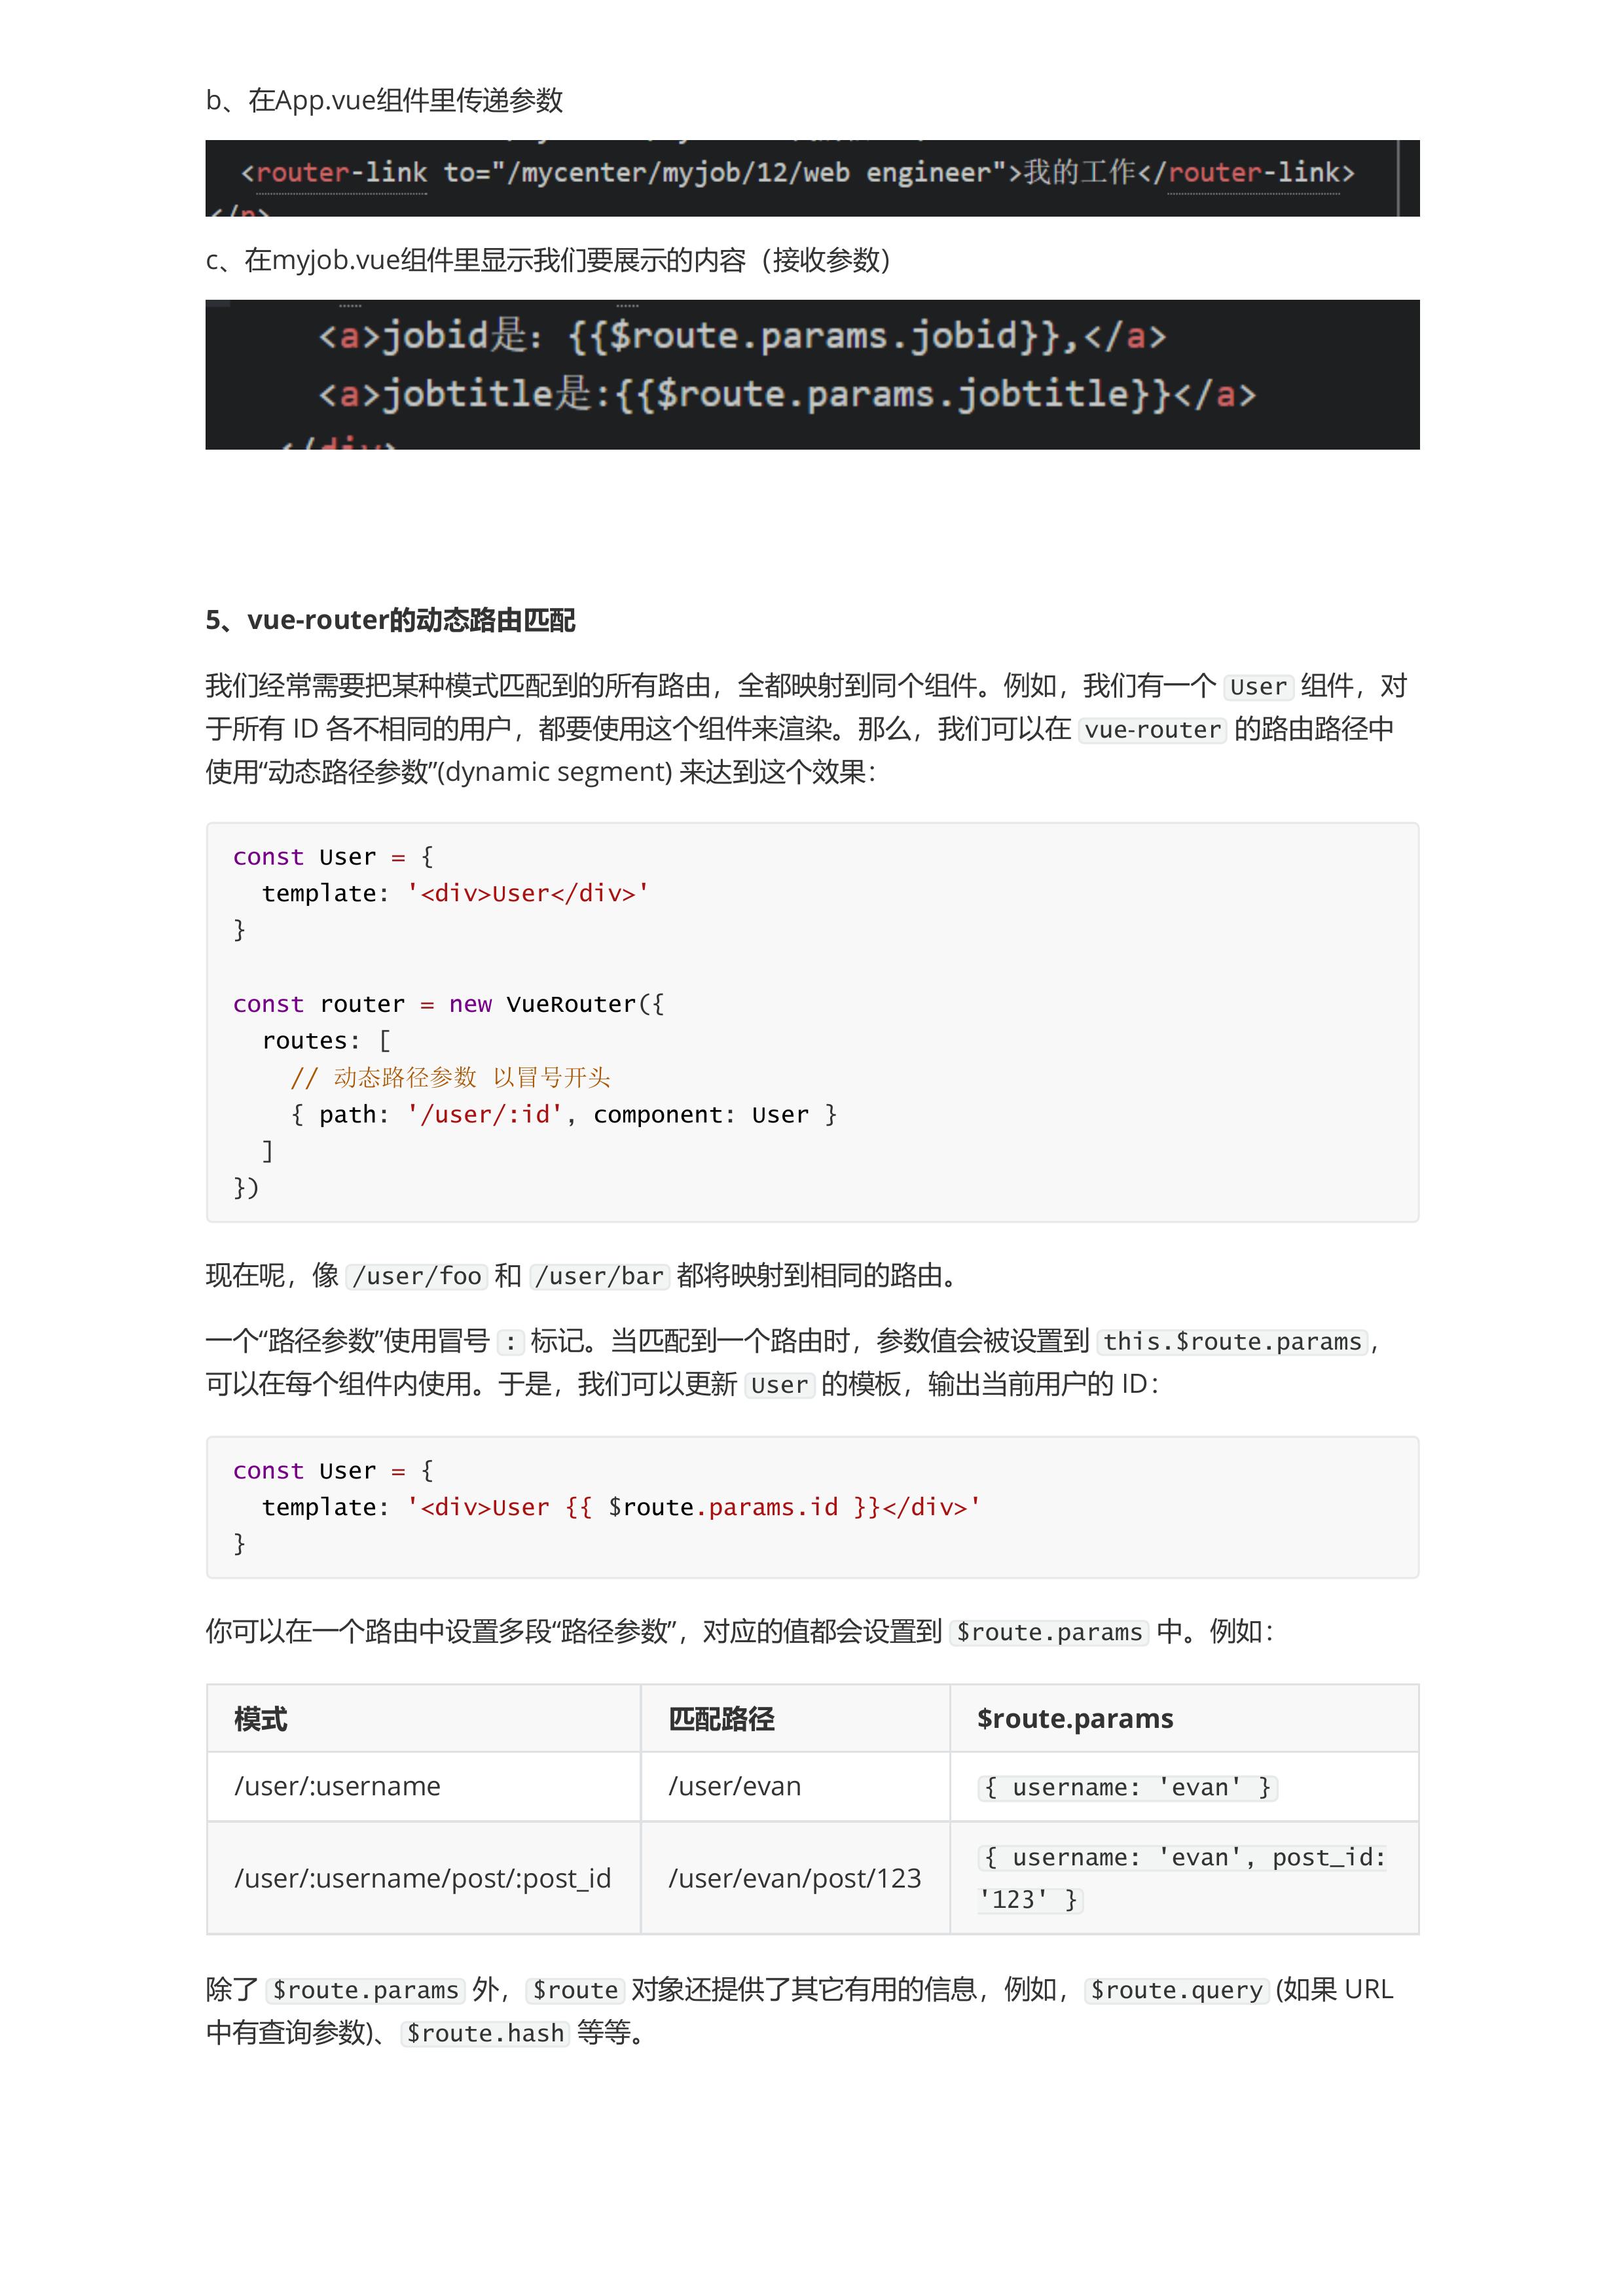 b、在App.vue组件里传递参数
<router-link to="/mycenter/myjob/12/web engineer">我的工作</router-link>
c、在myjob.vue组件里显示我们要展示的内容（接收参数）
<a>jobid是：{{$route.params.jobid}},</a>
<a>jobtitle是:{{$route.params.jobtitle}}</a>
5、vue-router的动态路由匹配
我们经常需要把某种模式匹配到的所有路由，全都映射到同个组件。例如，我们有一个 User 组件，对
于所有 ID 各不相同的用户，都要使用这个组件来渲染。那么，我们可以在 vue-router 的路由路径中
使用“动态路径参数”(dynamic segment) 来达到这个效果：
const User = {
  template: '<div>User</div>'
}
const router = new VueRouter({
  routes: [
    // 动态路径参数 以冒号开头
    { path: '/user/:id', component: User }
  ]
})
现在呢，像 /user/foo 和 /user/bar 都将映射到相同的路由。
一个“路径参数”使用冒号 : 标记。当匹配到一个路由时，参数值会被设置到 this.$route.params，
可以在每个组件内使用。于是，我们可以更新 User 的模板，输出当前用户的 ID：
const User = {
  template: '<div>User {{ $route.params.id }}</div>'
}
你可以在一个路由中设置多段“路径参数”，对应的值都会设置到 $route.params 中。例如：
模式 匹配路径 $route.params
/user/:username /user/evan { username: 'evan' }
/user/:username/post/:post_id /user/evan/post/123 { username: 'evan', post_id:
'123' }
除了 $route.params 外，$route 对象还提供了其它有用的信息，例如，$route.query (如果 URL
中有查询参数)、$route.hash 等等。